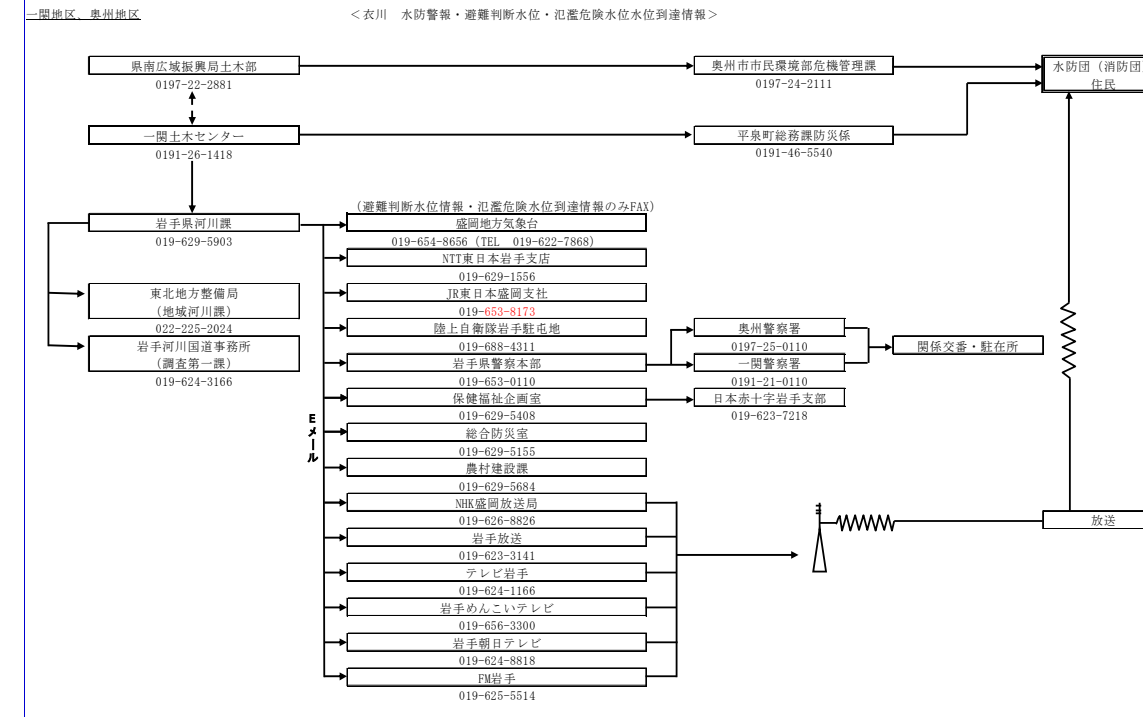 一関地区、奥州地区
＜衣川　水防警報・避難判断水位・氾濫危険水位水位到達情報＞
県南広域振興局土木部
0197-22-2881
奥州市市民環境部危機管理課
0197-24-2111
水防団（消防団
住民
一関土木センター
0191-26-1418
平泉町総務課防災係
0191-46-5540
岩手県河川課
019-629-5903
東北地方整備局
（地域河川課）
022-225-2024
岩手河川国道事務所
（調査第一課）
019-624-3166
Eメール
（避難判断水位情報・氾濫危険水位到達情報のみFAX）
盛岡地方気象台
019-654-8656（TEL　019-622-7868）
NTT東日本岩手支店
019-629-1556
JR東日本盛岡支社
019-653-8173
陸上自衛隊岩手駐屯地
019-688-4311
岩手県警察本部
019-653-0110
保健福祉企画室
019-629-5408
総合防災室
019-629-5155
農村建設課
019-629-5684
NHK盛岡放送局
019-626-8826
岩手放送
019-623-3141
テレビ岩手
019-624-1166
岩手めんこいテレビ
019-656-3300
岩手朝日テレビ
019-624-8818
FM岩手
019-625-5514
奥州警察署
0197-25-0110
一関警察署
0191-21-0110
日本赤十字岩手支部
019-623-7218
関係交番・駐在所
放送